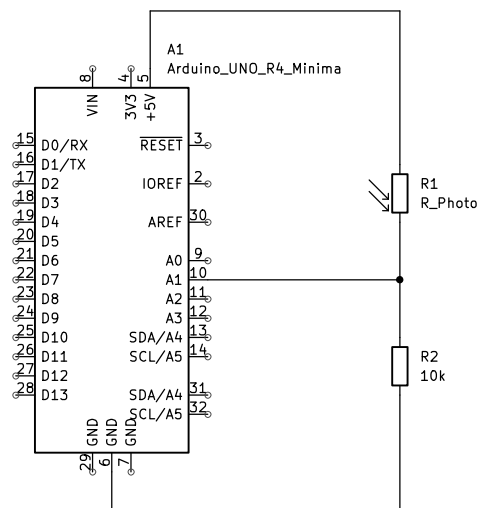 A1
Arduino_UNO_R4_Minima
8 4 5
VIN 3V3 +5V
15 D0/RX RESET 3
16 D1/TX
17 D2 IOREF 2
18 D3
19 D4 AREF 30
20 D5
21 D6 A0 9
22 D7 A1 10
23 D8 A2 11
24 D9 A3 12
25 D10 SDA/A4 13
26 D11 SCL/A5 14
27 D12
28 D13 SDA/A4 31
SCL/A5 32
GND GND GND
29 6 7
R1
R_Photo
R2
10k